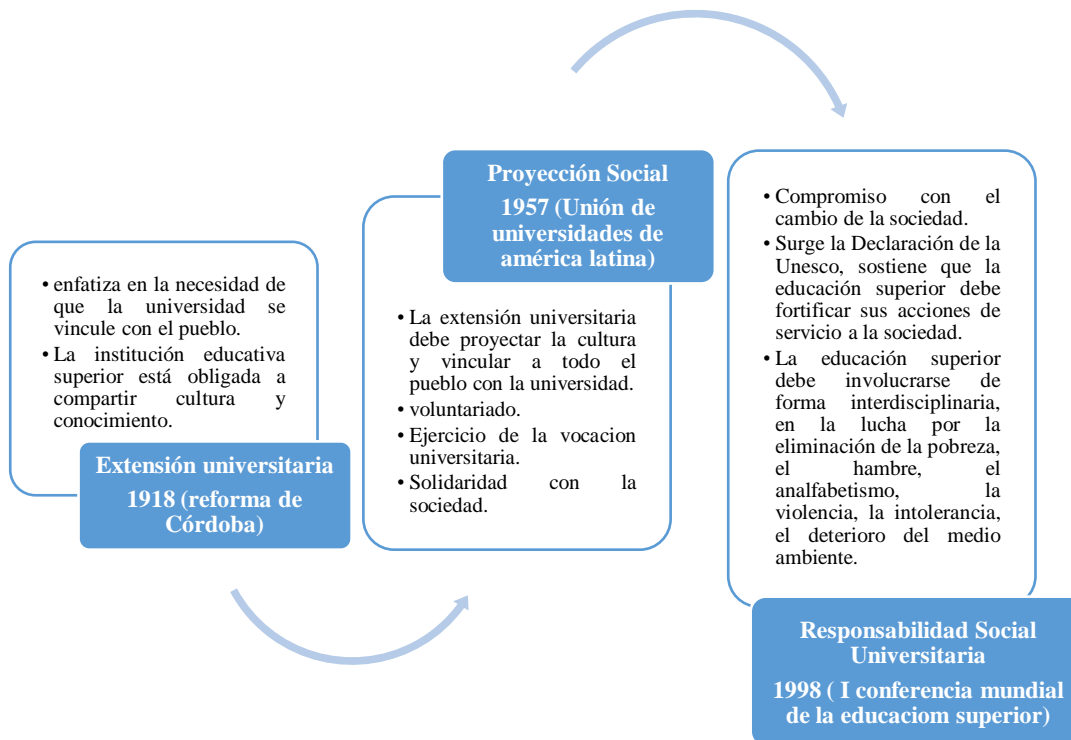 • enfatiza en la necesidad de
que la universidad se
vincule con el pueblo.
• La institución educativa
superior está obligada a
compartir cultura y
conocimiento.
Extensión universitaria
1918 (reforma de
Córdoba)
Proyección Social
1957 (Unión de
universidades de
américa latina)
• La extensión universitaria
debe proyectar la cultura
y vincular a todo el
pueblo con la universidad.
• voluntariado.
• Ejercicio de la vocacion
universitaria.
• Solidaridad con la
sociedad.
• Compromiso con el
cambio de la sociedad.
• Surge la Declaración de la
Unesco, sostiene que la
educación superior debe
fortificar sus acciones de
servicio a la sociedad.
• La educación superior
debe involucrarse de
forma interdisciplinaria,
en la lucha por la
eliminación de la pobreza,
el hambre, el
analfabetismo, la
violencia, la intolerancia,
el deterioro del medio
ambiente.
Responsabilidad Social
Universitaria
1998 ( I conferencia mundial
de la educaciom superior)